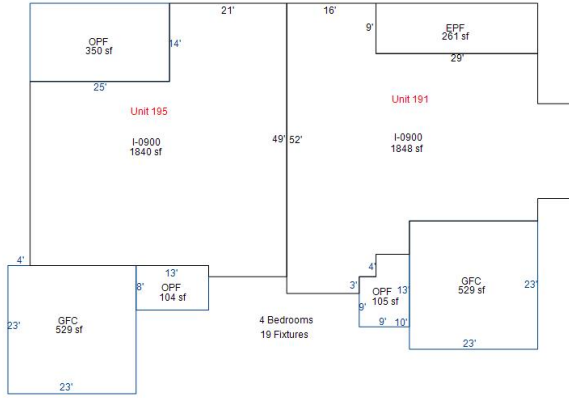 21'
16'
OPF
350 sf
14'
9'
EPF
261 sf
25'
29'
Unit 195
Unit 191
I-0900
1840 sf
49'
52'
I-0900
1848 sf
4'
13'
8'
OPF
104 sf
4'
3'
13'
OPF
105 sf
9'
9'
10'
GFC
529 sf
23'
23'
GFC
529 sf
23'
23'
4 Bedrooms
19 Fixtures